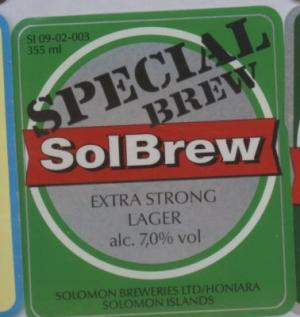 SI 09-02-003
355 ml
SPECIAL
BREW
SolBrew
EXTRA STRONG
LAGER
alc. 7,0% vol
SOLOMON BREWERIES LTD/HONIARA
SOLOMON ISLANDS